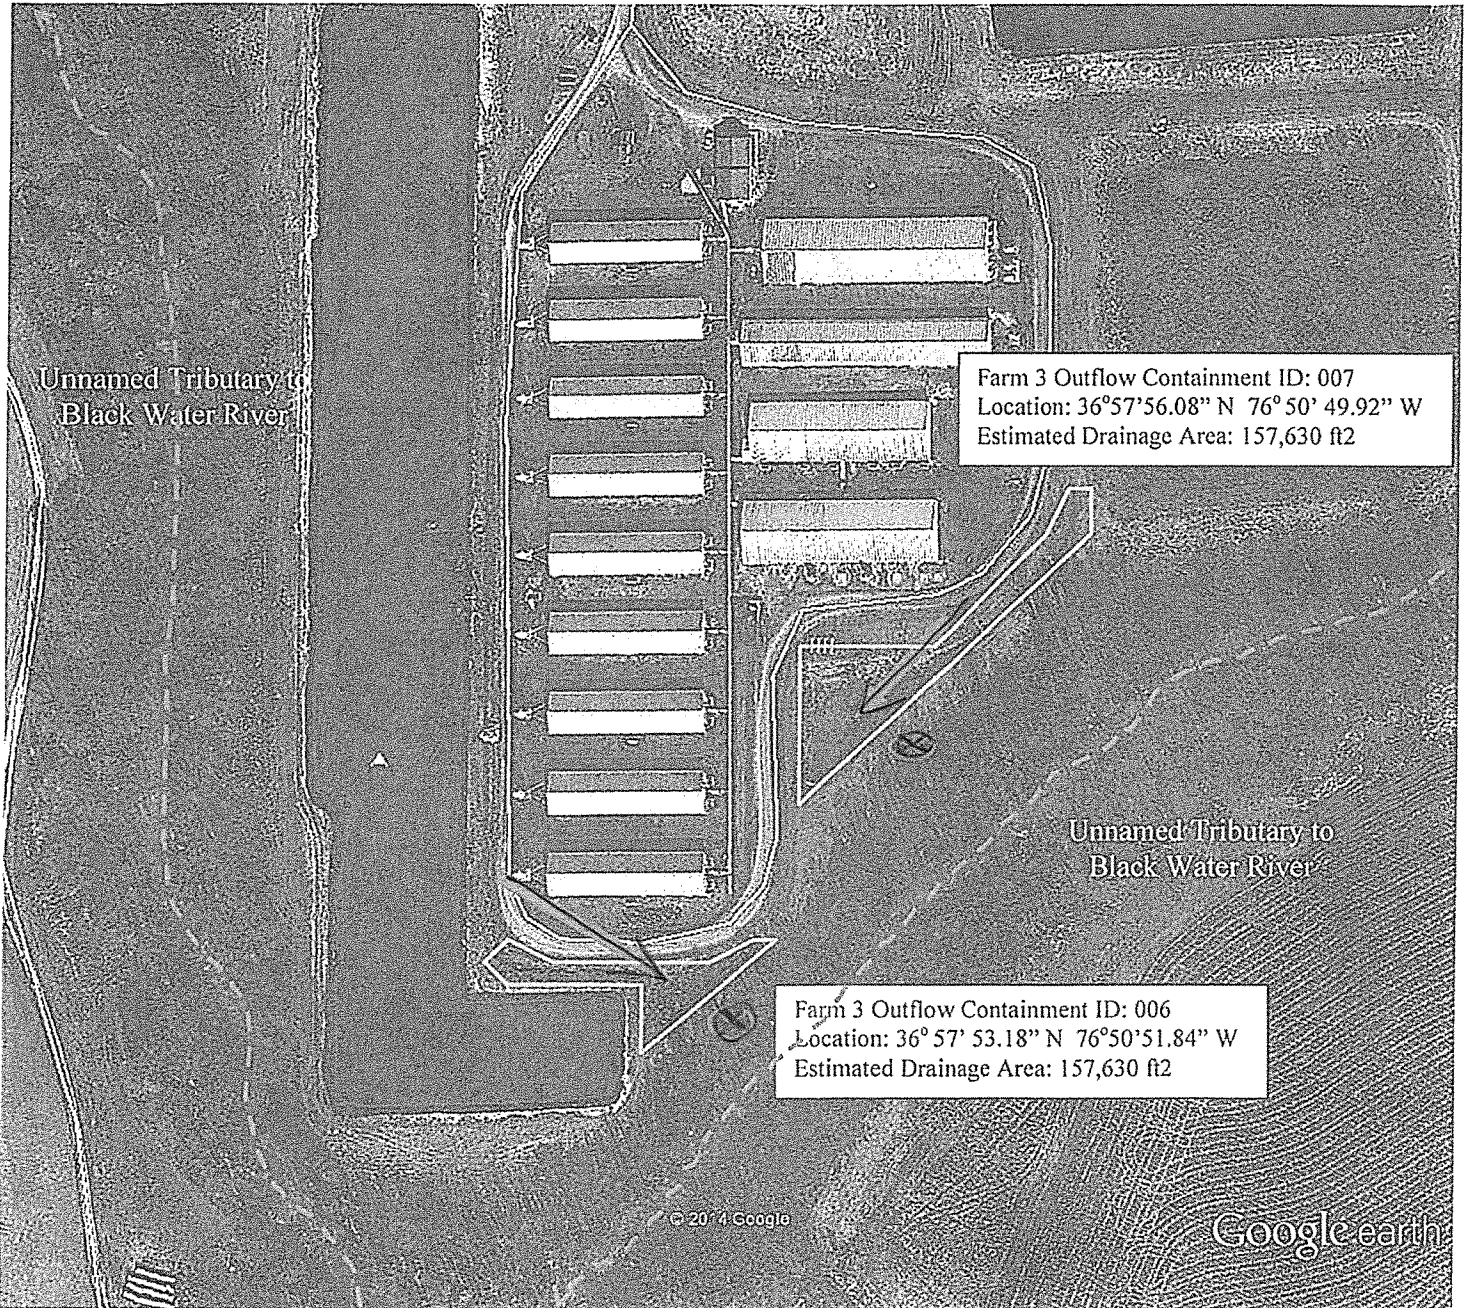 Unnamed Tributary to
Black Water River
Farm 3 Outflow Containment ID: 007
Location: 36°57'56.08” N 76° 50’ 49.92” W
Estimated Drainage Area: 157,630 ft2
Unnamed Tributary to
Black Water River
Farm 3 Outflow Containment ID: 006
Location: 36° 57’ 53.18” N 76°50’51.84” W
Estimated Drainage Area: 157,630 ft2
© 2014 Google
Google earth